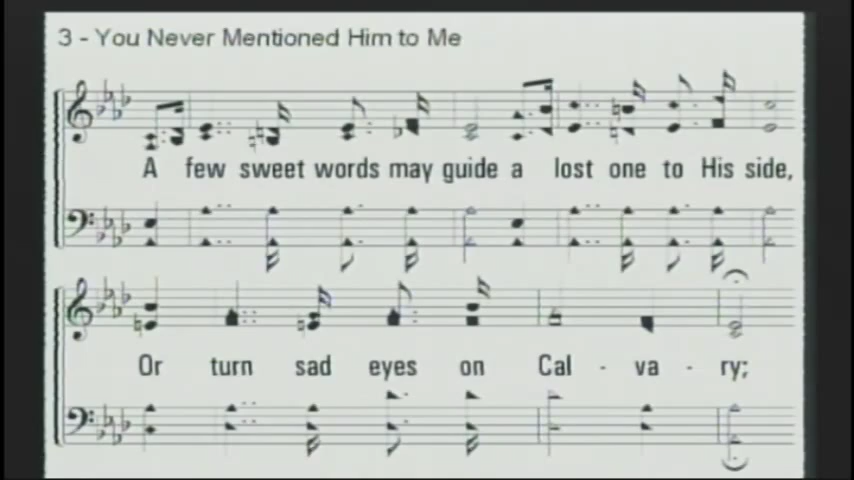 3 - You Never Mentioned Him to Me
A few sweet words may guide a lost one to His side,
Or turn sad eyes on Cal - va - ry;